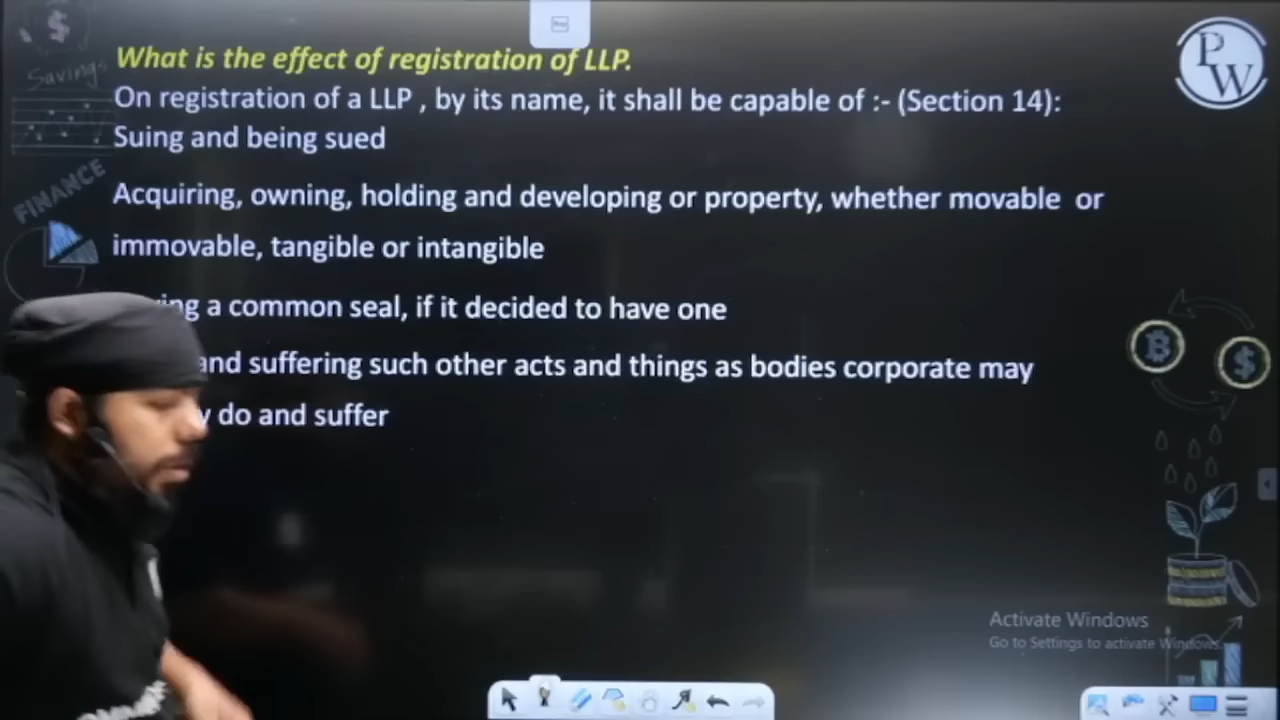 What is the effect of registration of LLP.
On registration of a LLP , by its name, it shall be capable of :- (Section 14):
Suing and being sued
Acquiring, owning, holding and developing or property, whether movable or
immovable, tangible or intangible
a common seal, if it decided to have one
and suffering such other acts and things as bodies corporate may
do and suffer
Savings
FINANCE
PW
Activate Windows
Go to Settings to activate Windows.